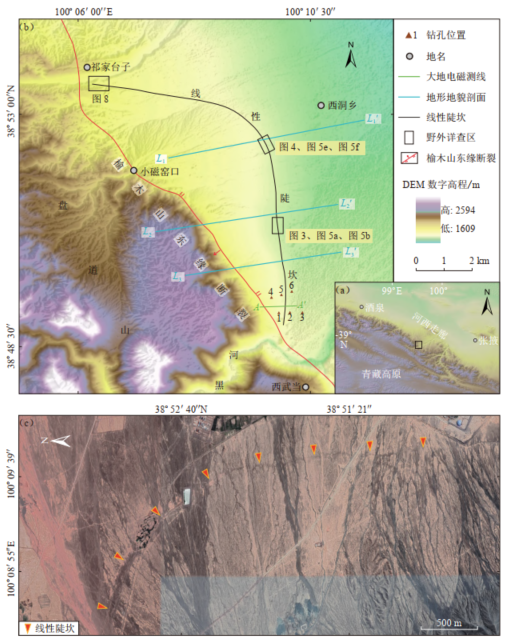 100° 06′ 00″E
100° 10′ 30″
(b)
N
祁家台子
线
图 8
性
西洞乡
38° 53′ 00″N
L₁
L₁′
图 4、图 5e、图 5f
小磁窑口
榆
木
山
东
缘
断
裂
陡
盘
道
山
图 3、图 5a、图 5b
坎
6
5
4
1
2
3
A
河
黑
西武当
38° 48′ 30″
1 钻孔位置
地名
大地电磁测线
地形地貌剖面
线性陡坎
野外详查区
榆木山东缘断裂
DEM 数字高程/m
高: 2594
低: 1609
0 1 2 km
(a)
99°E
100°
N
酒泉
河西走廊
张掖
-39°
N
青藏高原
38° 52′ 40″N
38° 51′ 21″
(c)
N
100° 09′ 39″
100° 08′ 55″E
线性陡坎
500 m